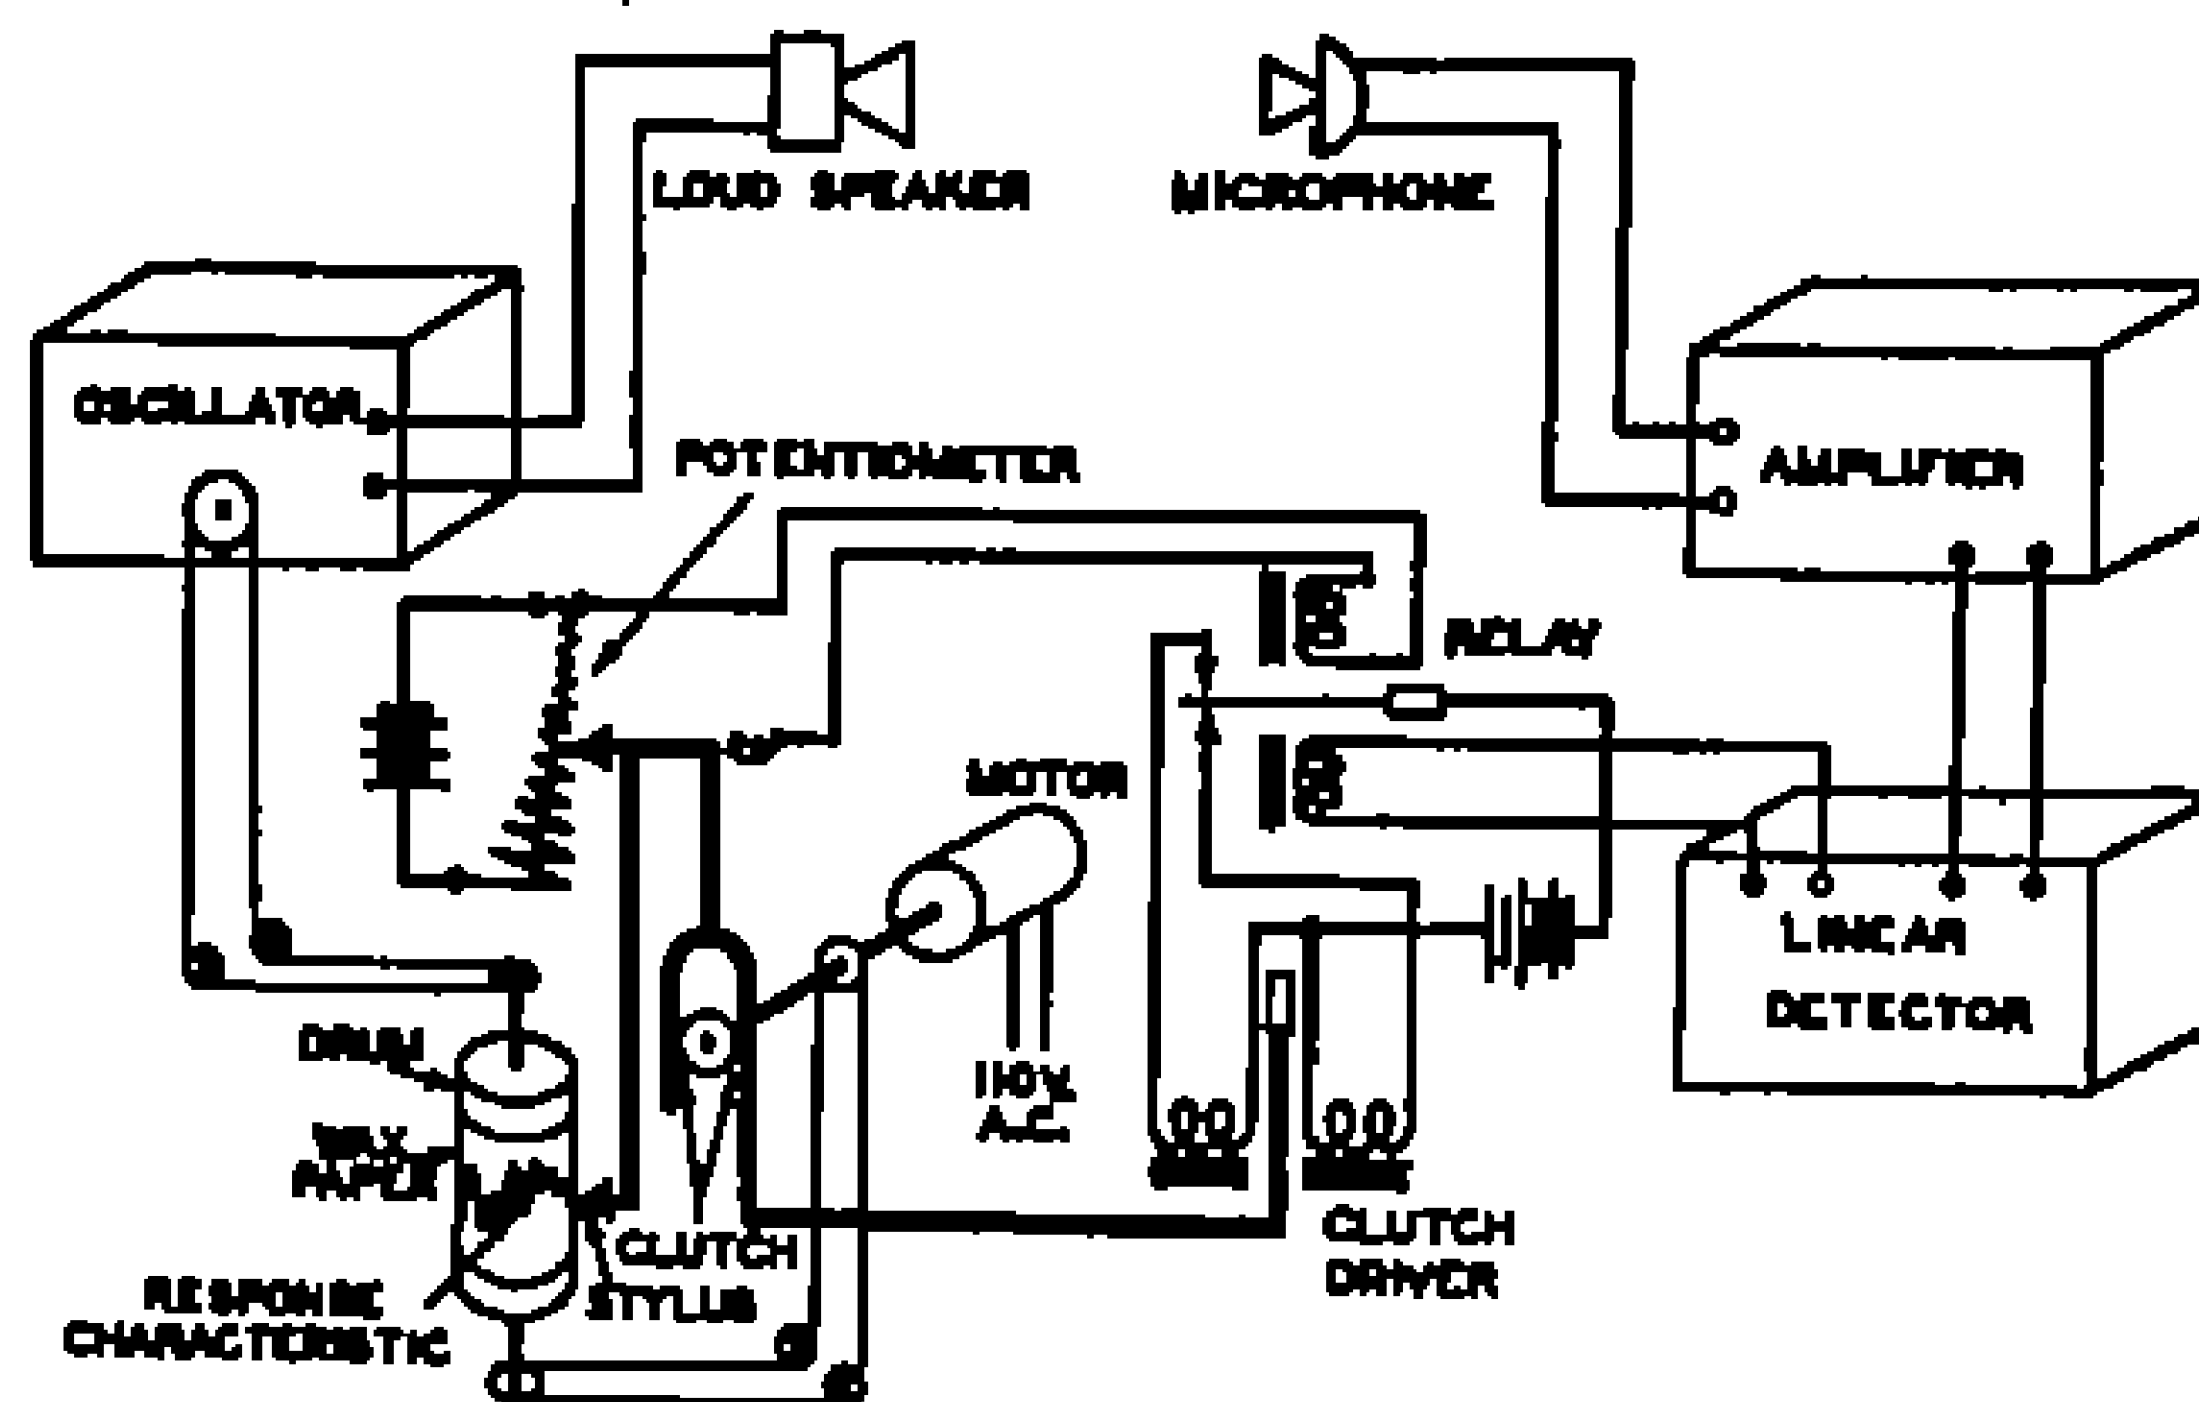 LOUD SPEAKER
MICROPHONE
OSCILLATOR
POTENTIOMETER
AMPLIFIER
RELAY
MOTOR
LINEAR
DETECTOR
DRUM
110V.
A.C.
WAX
PAPER
CLUTCH
CLUTCH
DRIVER
RESPONSE
CHARACTERISTIC
STYLUS